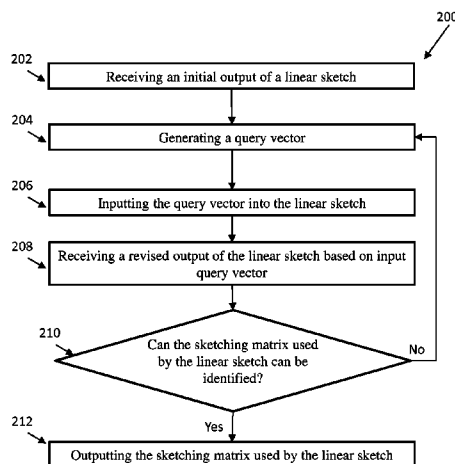 200
202
Receiving an initial output of a linear sketch
204
Generating a query vector
206
Inputting the query vector into the linear sketch
208
Receiving a revised output of the linear sketch based on input
query vector
210
Can the sketching matrix used
by the linear sketch can be
identified?
No
Yes
212
Outputting the sketching matrix used by the linear sketch